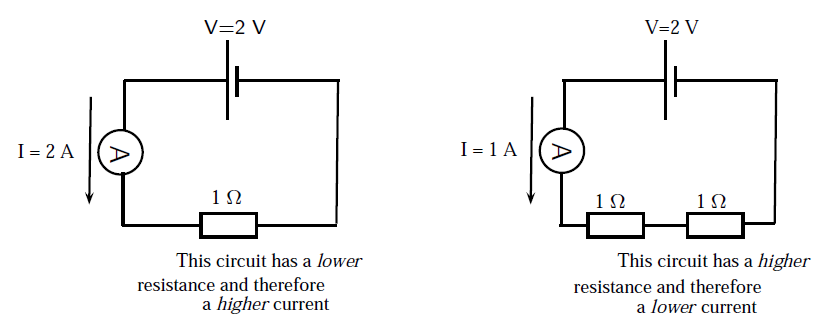 V=2 V
I = 2 A
A
1 Ω
This circuit has a lower
resistance and therefore
a higher current
V=2 V
I = 1 A
A
1 Ω 1 Ω
This circuit has a higher
resistance and therefore
a lower current